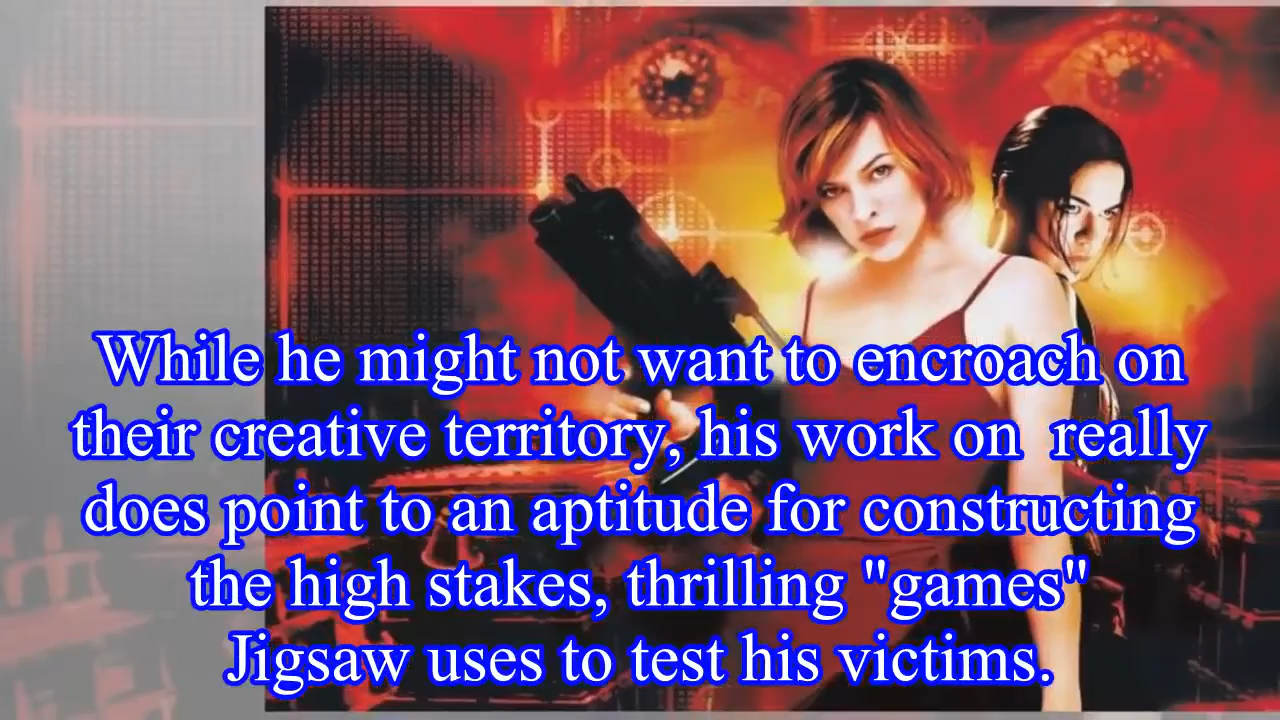 While he might not want to encroach on
their creative territory, his work on  really
does point to an aptitude for constructing
the high stakes, thrilling "games"
Jigsaw uses to test his victims.